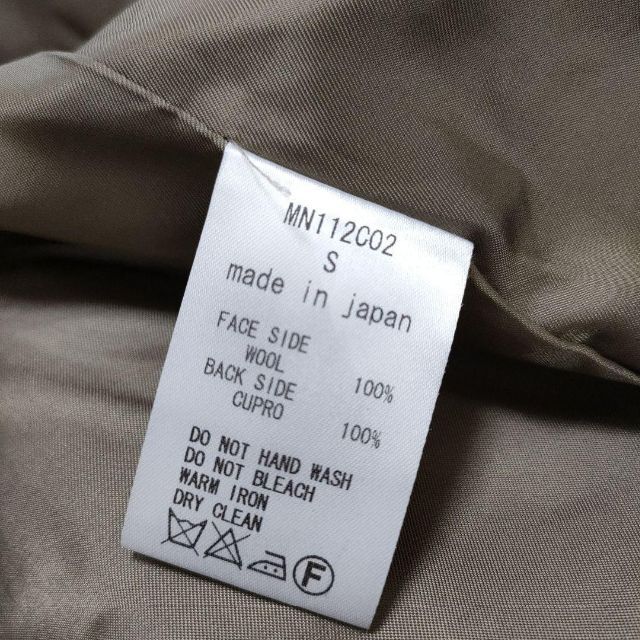 MN112C02
S
made in japan
FACE SIDE
WOOL 100%
BACK SIDE
CUPRO 100%
DO NOT HAND WASH
DO NOT BLEACH
WARM IRON
DRY CLEAN
F